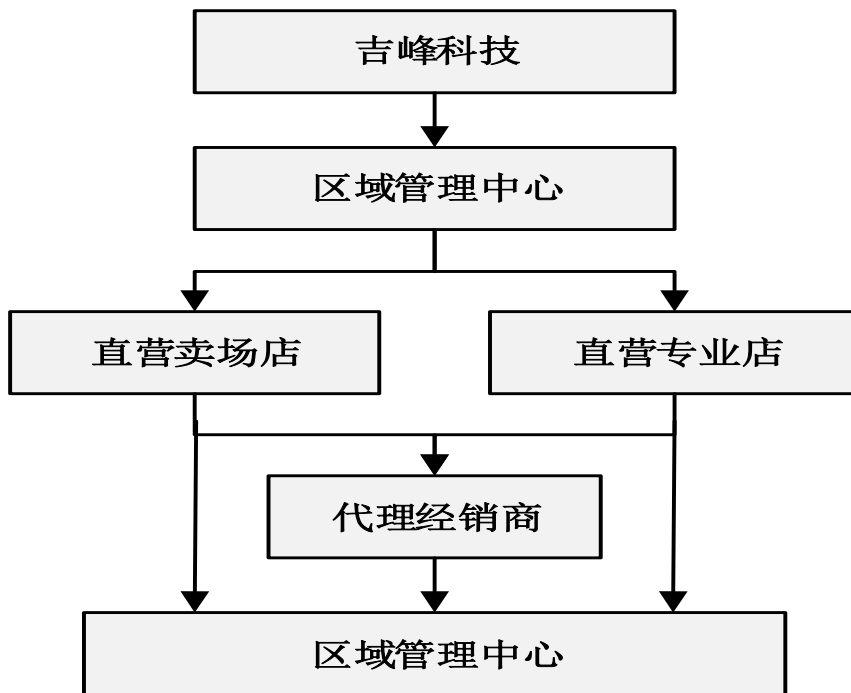 吉峰科技
区域管理中心
直营卖场店
直营专业店
代理经销商
区域管理中心